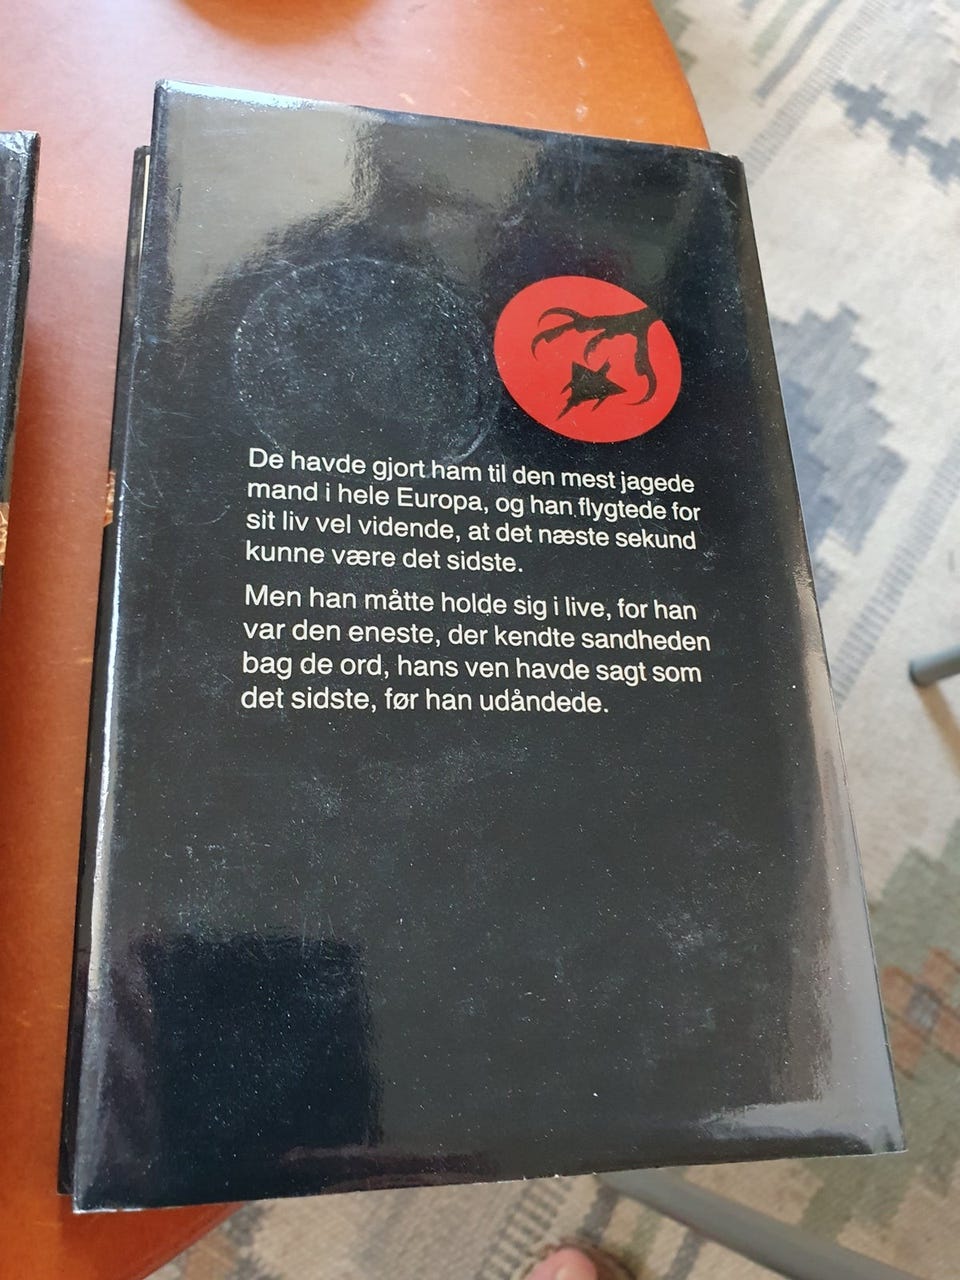 De havde gjort ham til den mest jagede
mand i hele Europa, og han flygtede for
sit liv vel vidende, at det næste sekund
kunne være det sidste.
Men han måtte holde sig i live, for han
var den eneste, der kendte sandheden
bag de ord, hans ven havde sagt som
det sidste, før han udåndede.